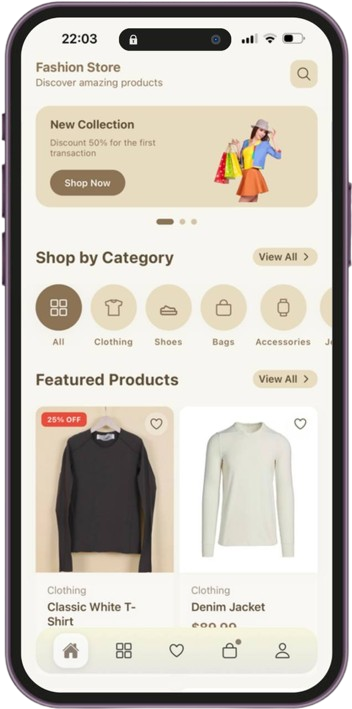 22:03
Fashion Store
Discover amazing products
New Collection
Discount 50% for the first
transaction
Shop Now
Shop by Category
View All
All
Clothing
Shoes
Bags
Accessories
Je
Featured Products
View All
25% OFF
Clothing
Classic White T-
Shirt
Clothing
Denim Jacket
$89.99